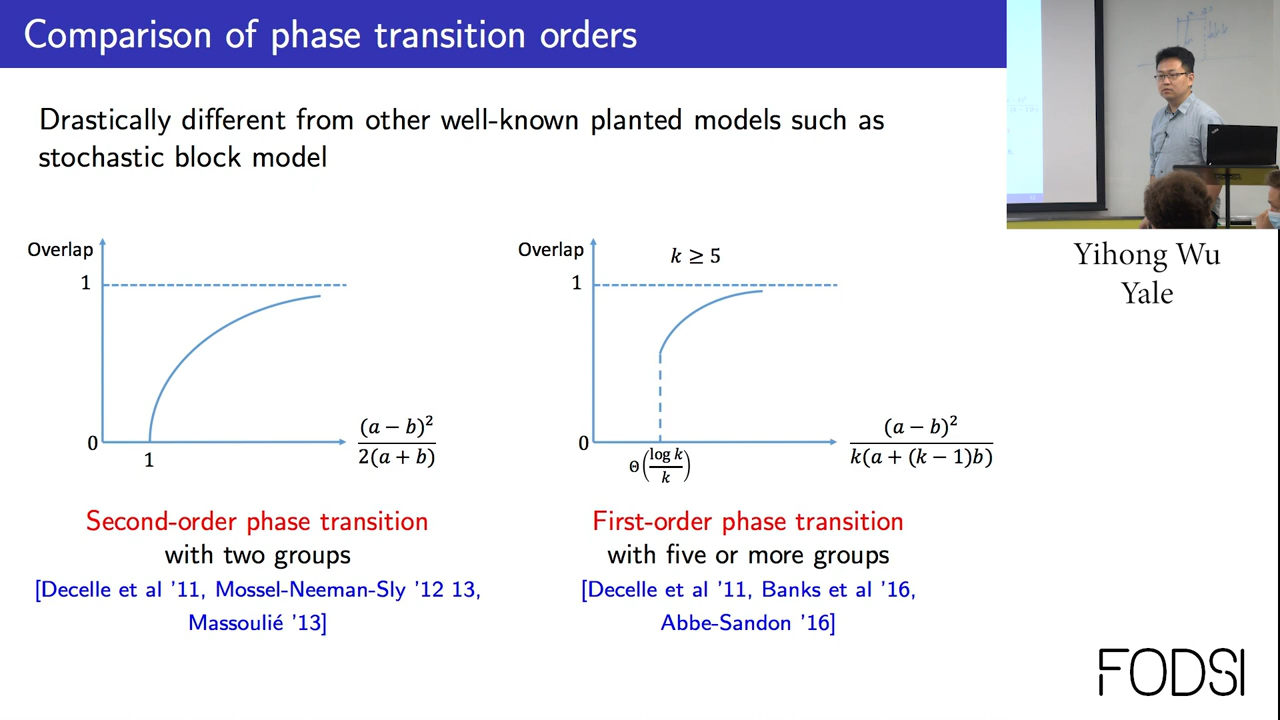 Comparison of phase transition orders
Drastically different from other well-known planted models such as
stochastic block model
Overlap
1
0
1
(a − b)²
2(a + b)
Second-order phase transition
with two groups
[Decelle et al ’11, Mossel-Neeman-Sly ’12 13,
Massoulié ’13]
Overlap
k ≥ 5
1
0
Θ(log k / k)
(a − b)²
k(a + (k − 1)b)
First-order phase transition
with five or more groups
[Decelle et al ’11, Banks et al ’16,
Abbe-Sandon ’16]
Yihong Wu
Yale
FODSI